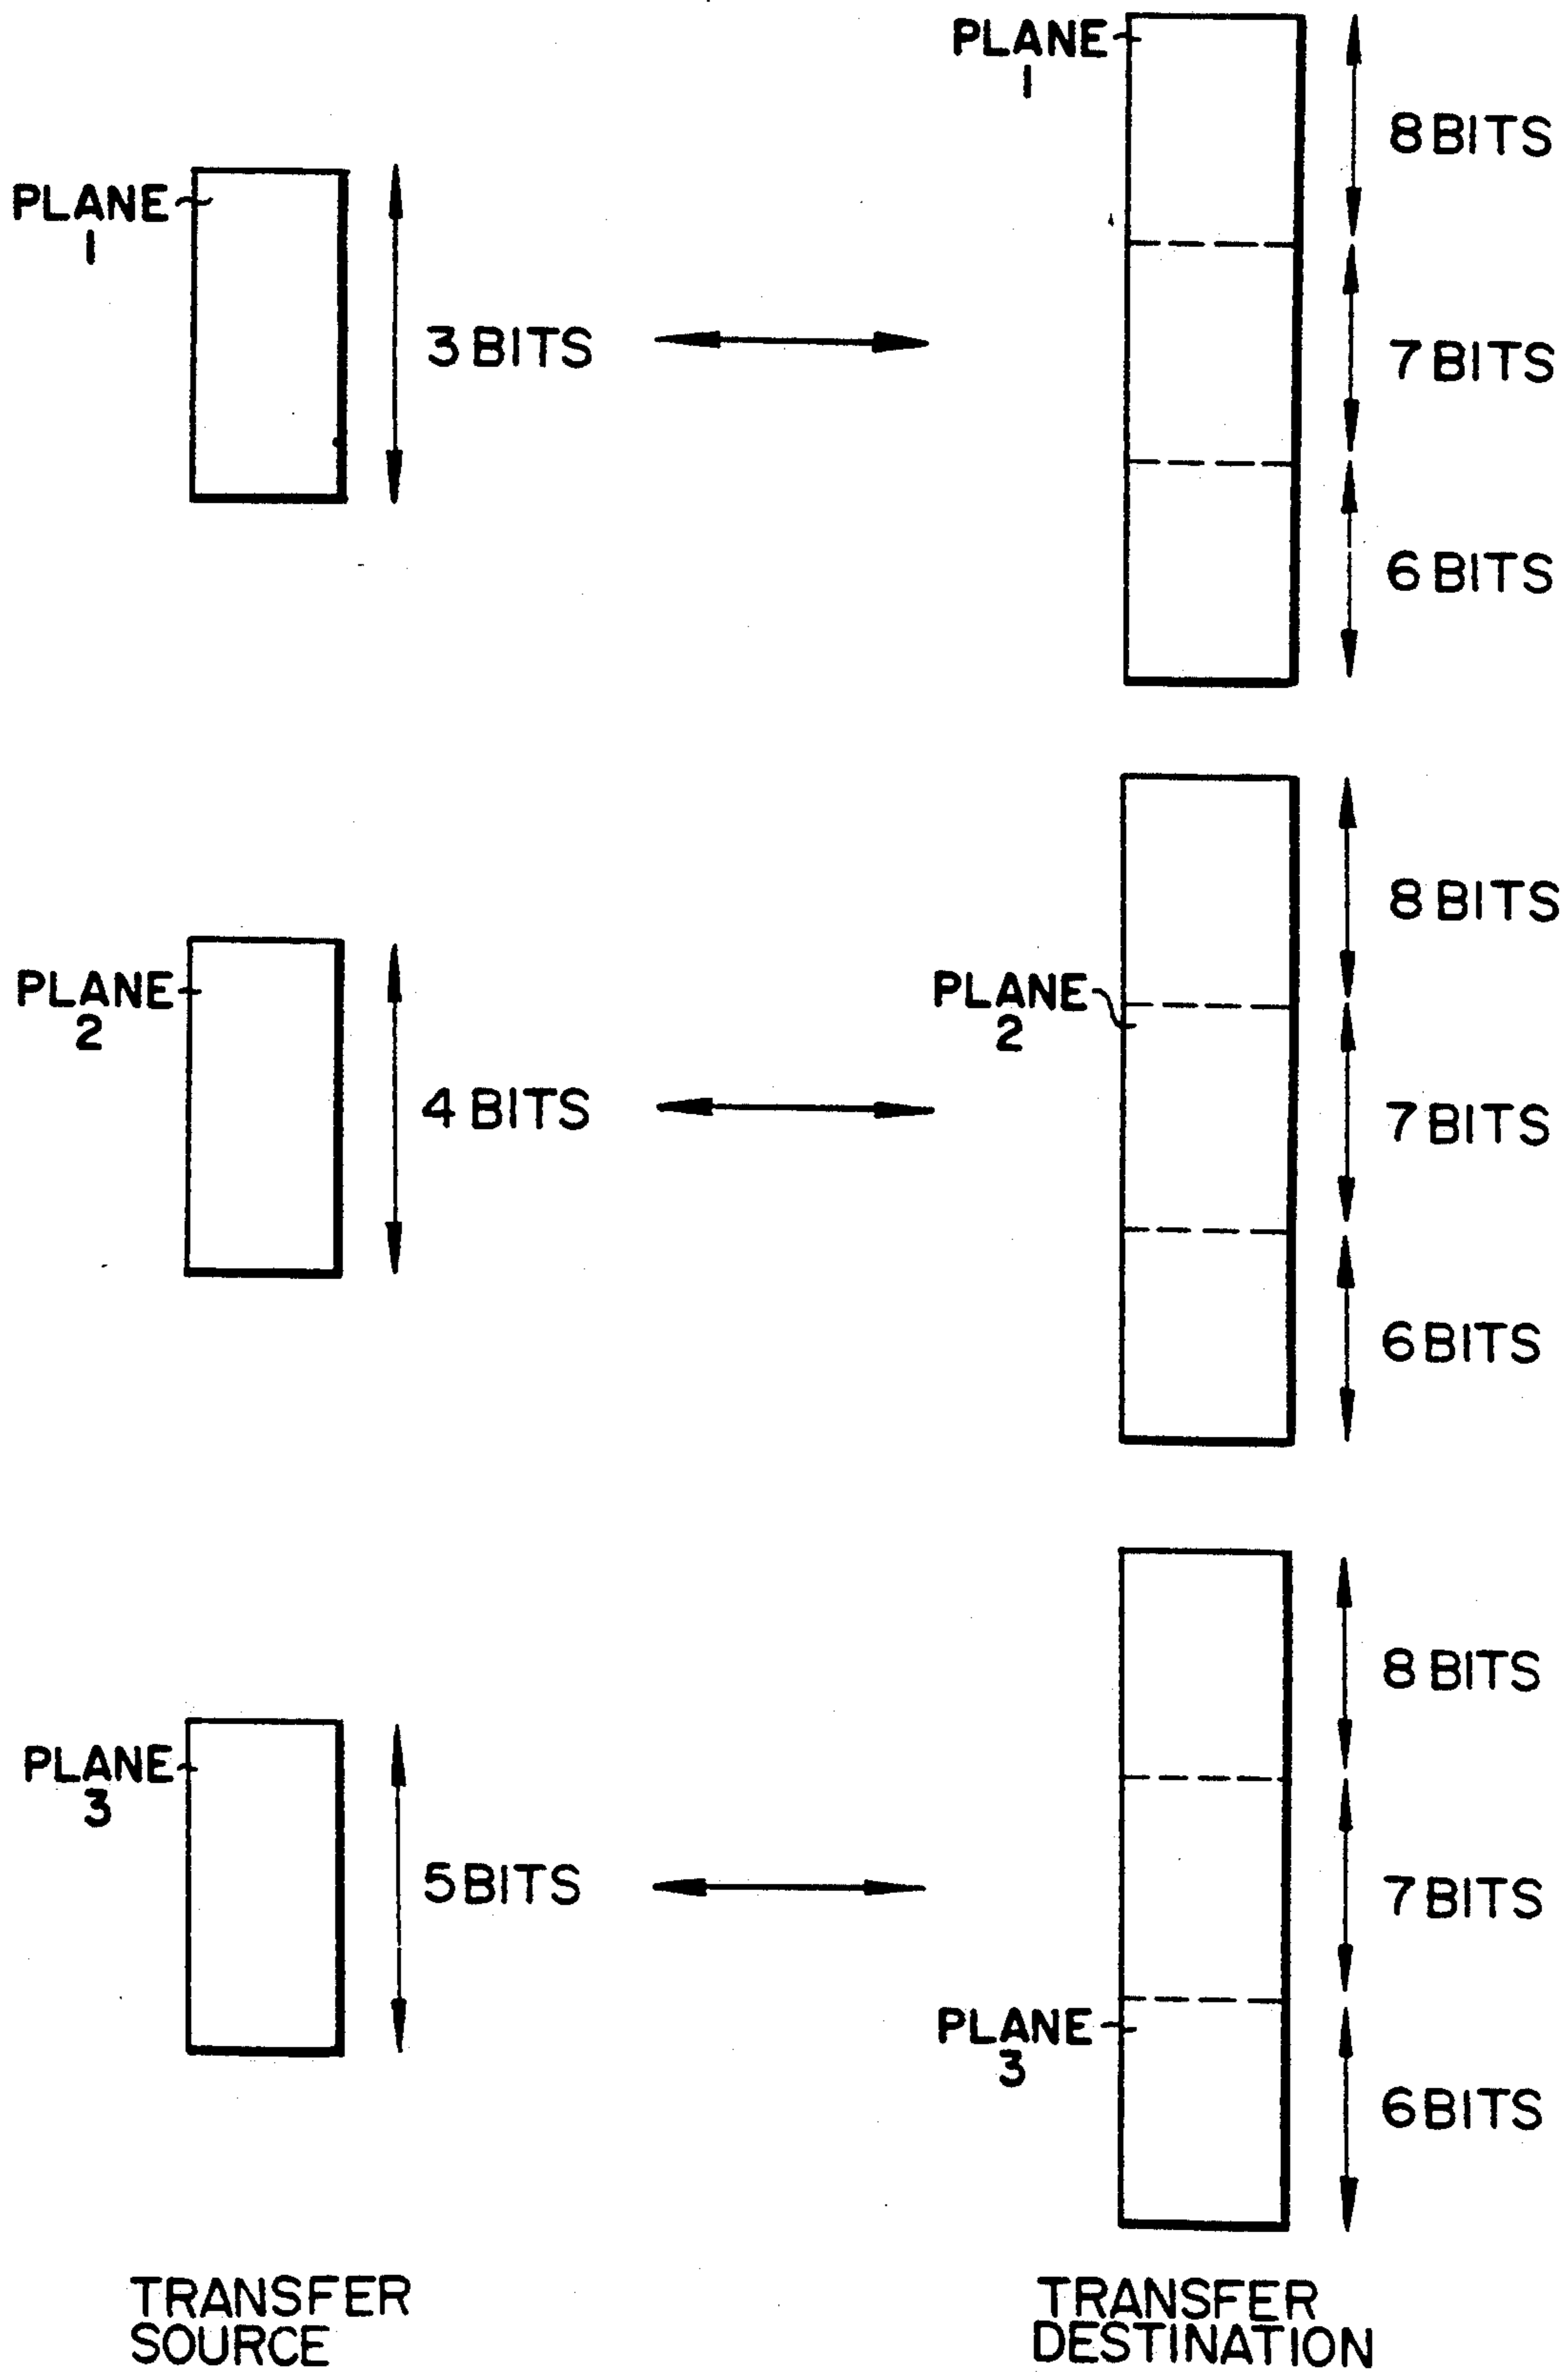 PLANE
1
8 BITS
PLANE
1
3 BITS
7 BITS
6 BITS
8 BITS
PLANE
2
PLANE
2
4 BITS
7 BITS
6 BITS
8 BITS
PLANE
3
5 BITS
7 BITS
PLANE
3
6 BITS
TRANSFER
SOURCE
TRANSFER
DESTINATION